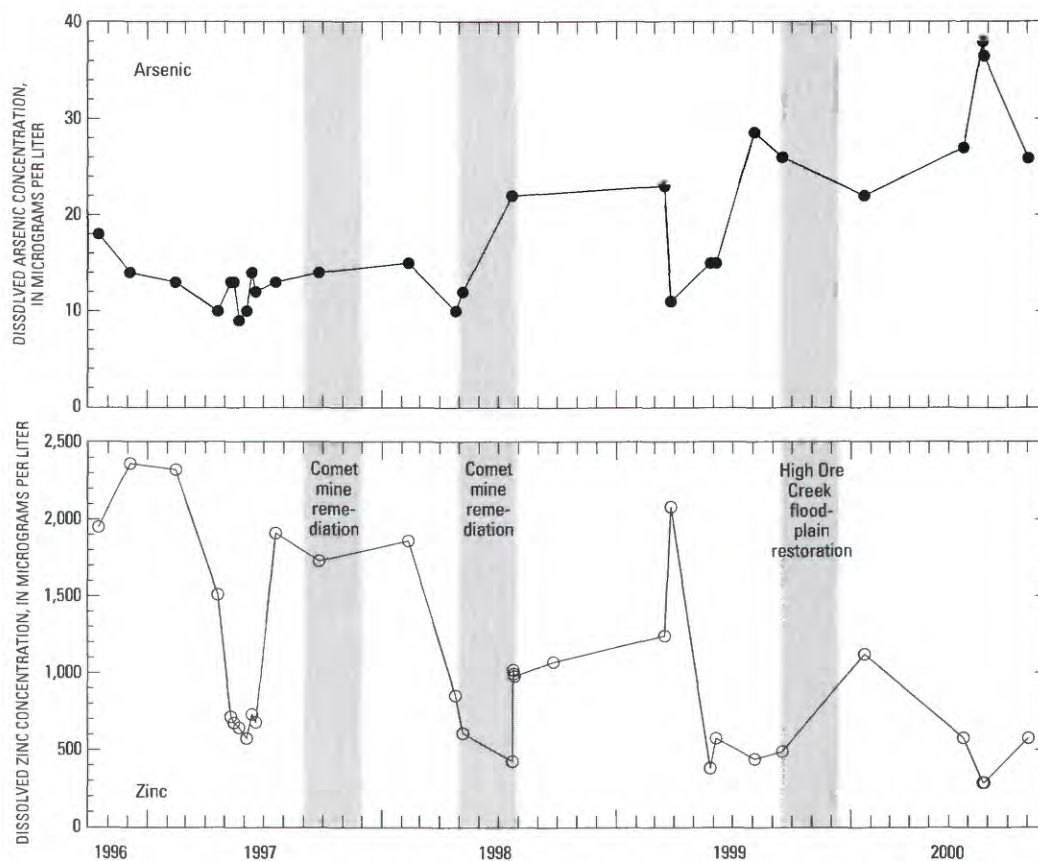 40
30
20
10
0
Arsenic
DISSOLVED ARSENIC CONCENTRATION,
IN MICROGRAMS PER LITER
2,500
2,000
1,500
1,000
500
0
DISSOLVED ZINC CONCENTRATION, IN MICROGRAMS PER LITER
Comet
mine
reme-
diation
Comet
mine
reme-
diation
High Ore
Creek
flood-
plain
restoration
Zinc
1996
1997
1998
1999
2000